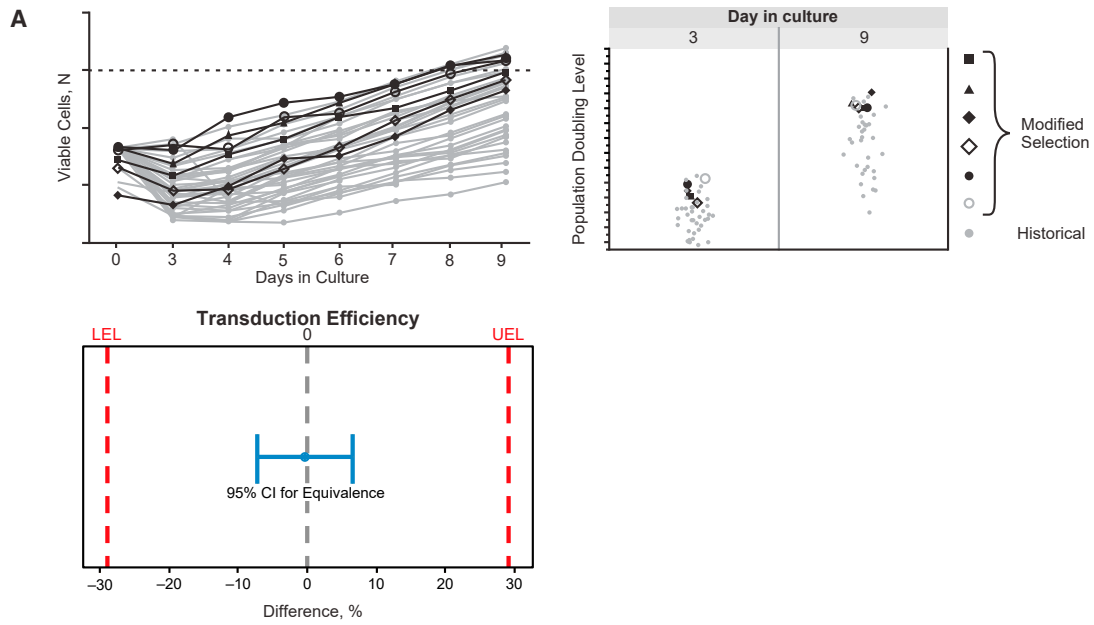 A
Viable Cells, N
0 3 4 5 6 7 8 9
Days in Culture
Day in culture
3 9
Population Doubling Level
Modified
Selection
Historical
Transduction Efficiency
LEL 0 UEL
95% CI for Equivalence
–30 –20 –10 0 10 20 30
Difference, %